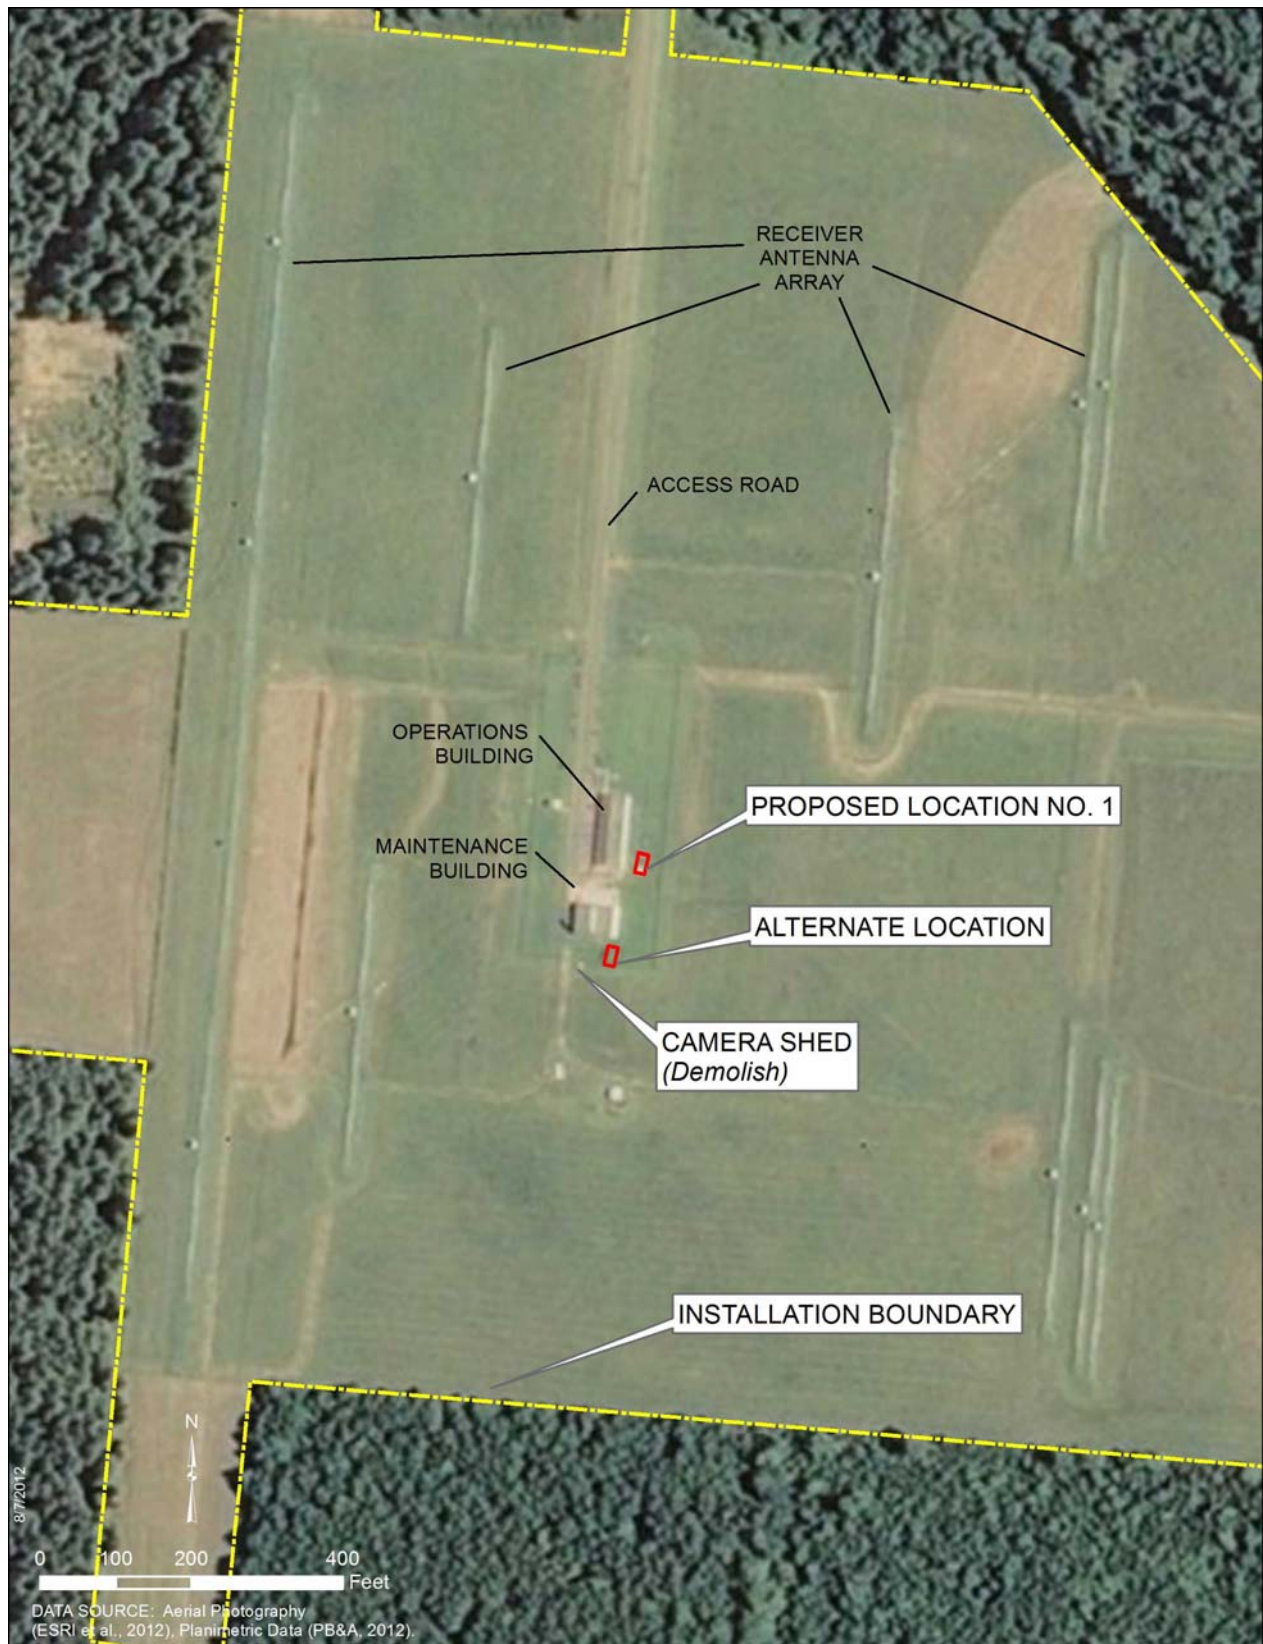 RECEIVER
ANTENNA
ARRAY
ACCESS ROAD
OPERATIONS
BUILDING
PROPOSED LOCATION NO. 1
MAINTENANCE
BUILDING
ALTERNATE LOCATION
CAMERA SHED
(Demolish)
INSTALLATION BOUNDARY
N
8/7/2012
0 100 200 400
Feet
DATA SOURCE: Aerial Photography
(ESRI et al., 2012), Planimetric Data (PB&A, 2012).